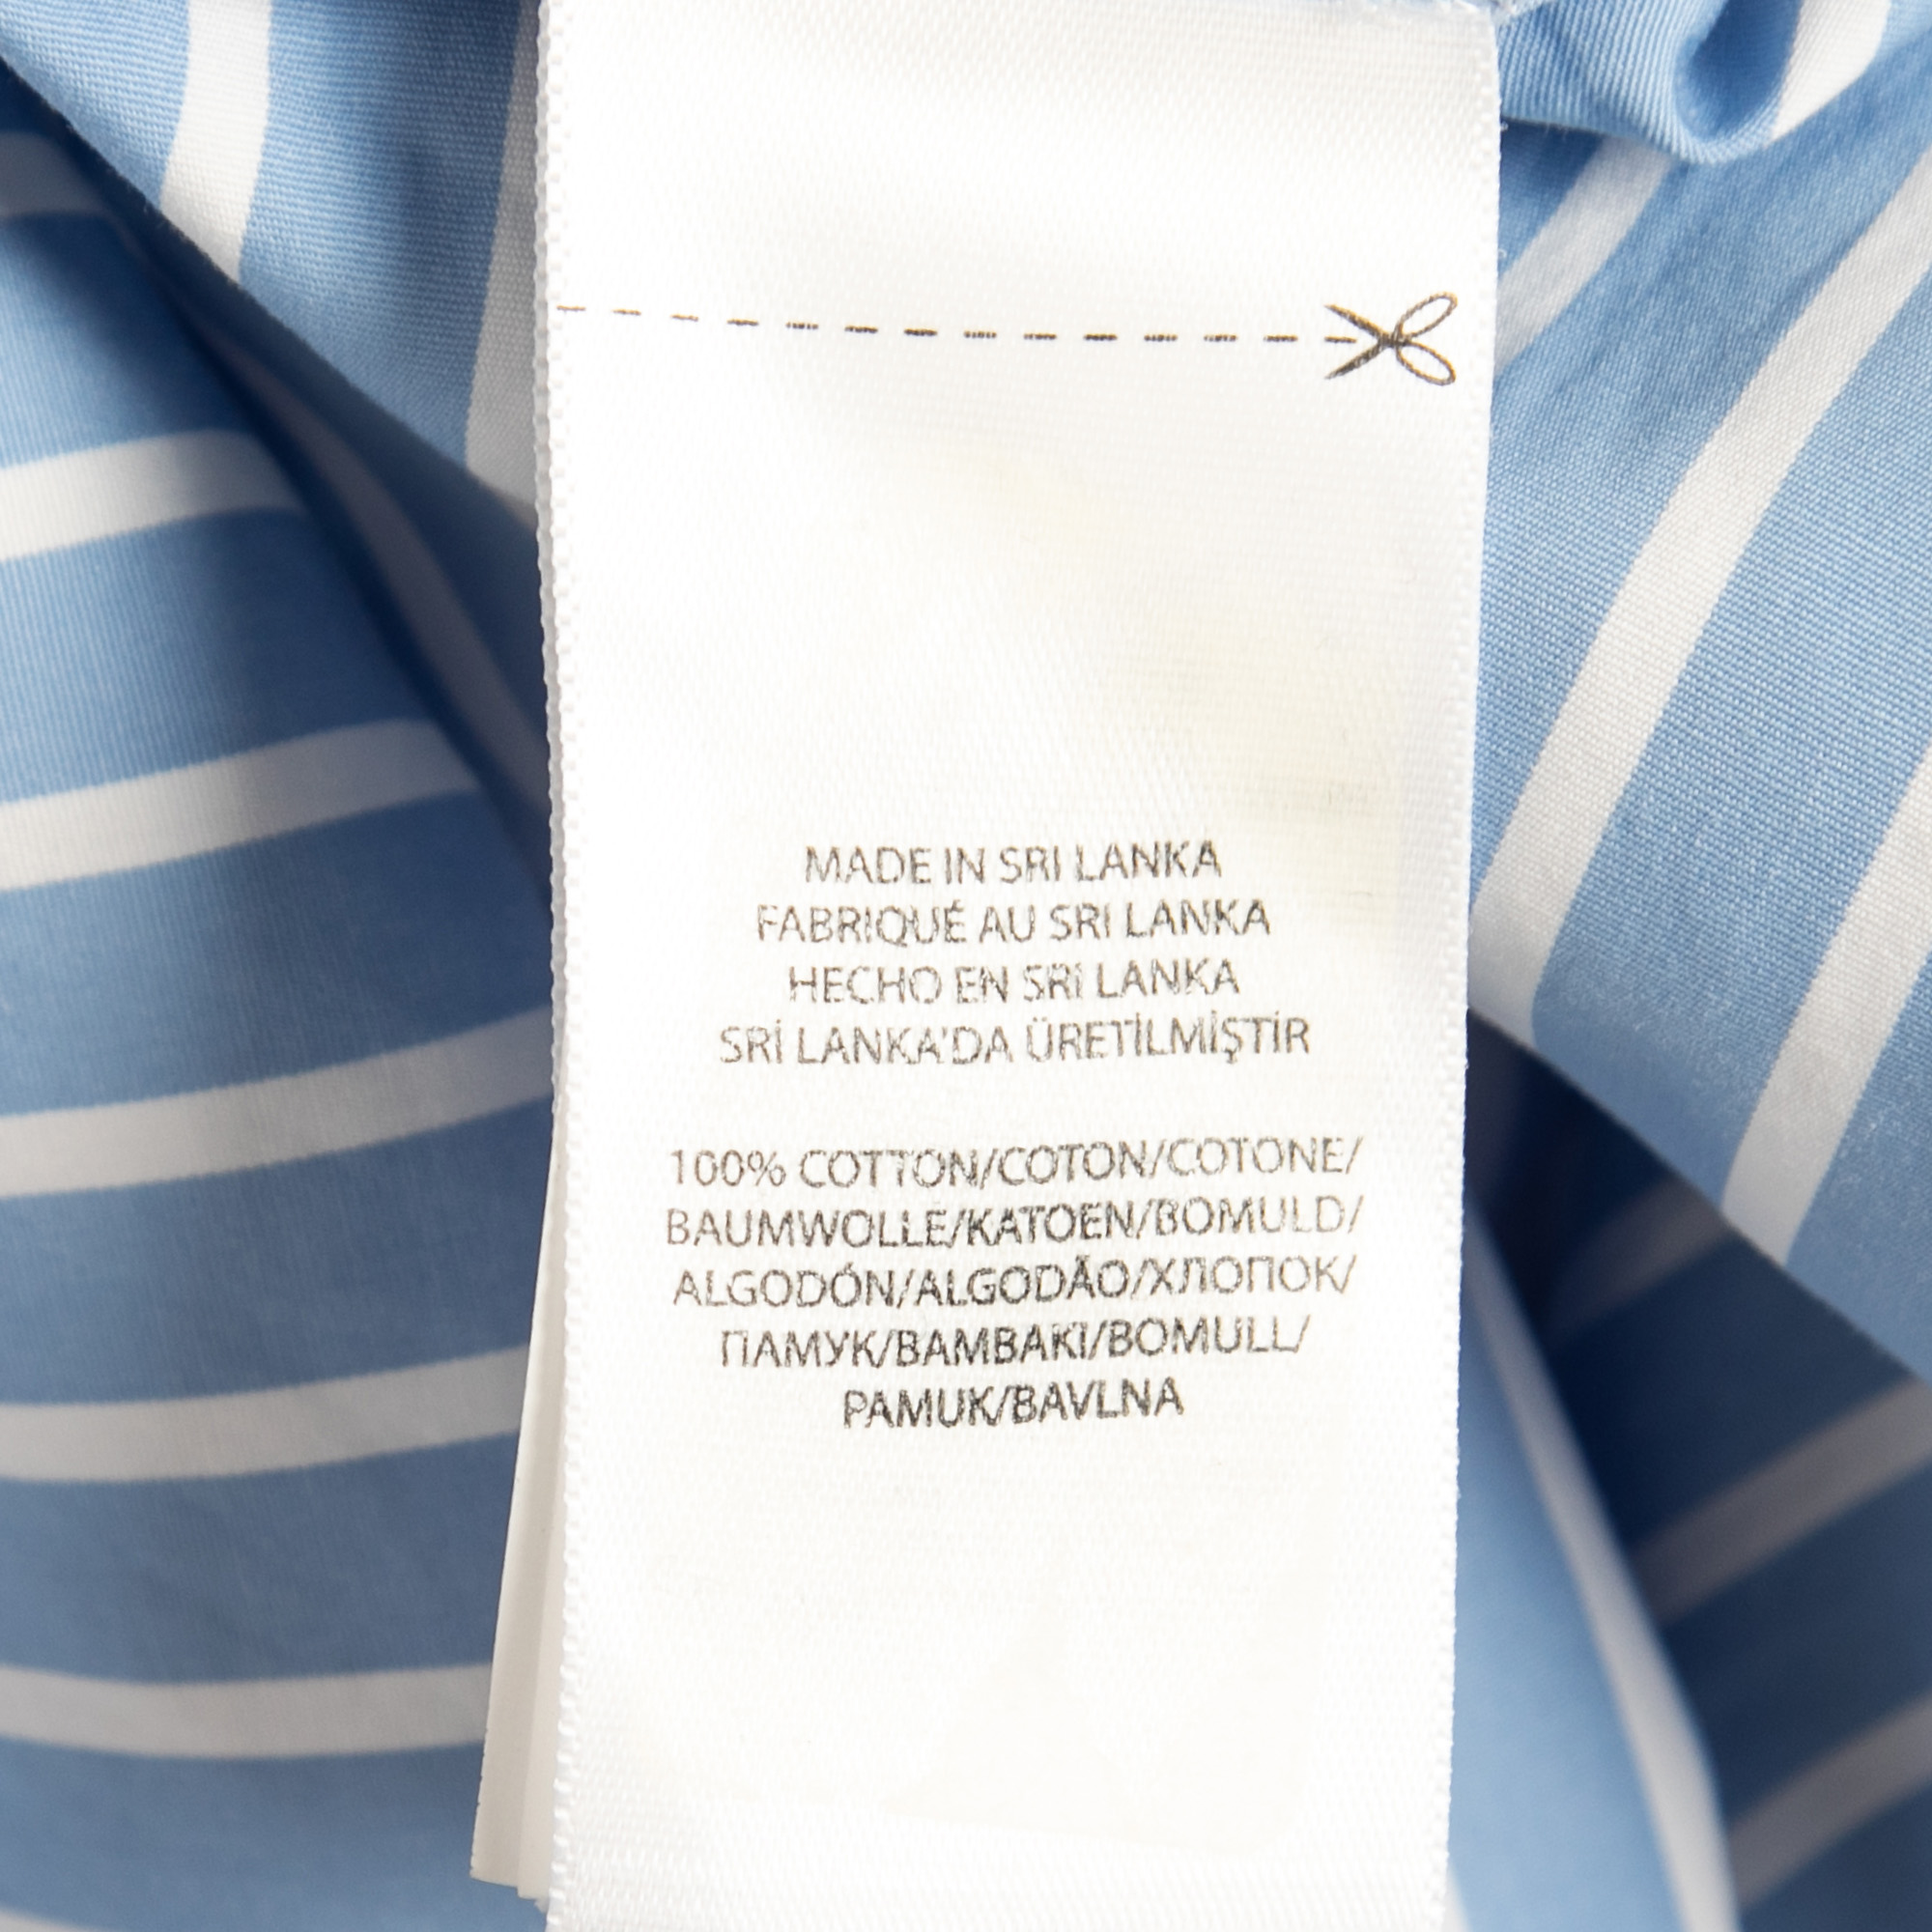 MADE IN SRI LANKA
FABRIQUÉ AU SRI LANKA
HECHO EN SRI LANKA
SRİ LANKA'DA ÜRETİLMİŞTİR
100% COTTON/COTON/COTONE/
BAUMWOLLE/KATOEN/BOMULD/
ALGODÓN/ALGODÃO/ХЛОПОК/
ПАМУК/BAMBAKI/BOMULL/
PAMUK/BAVLNA